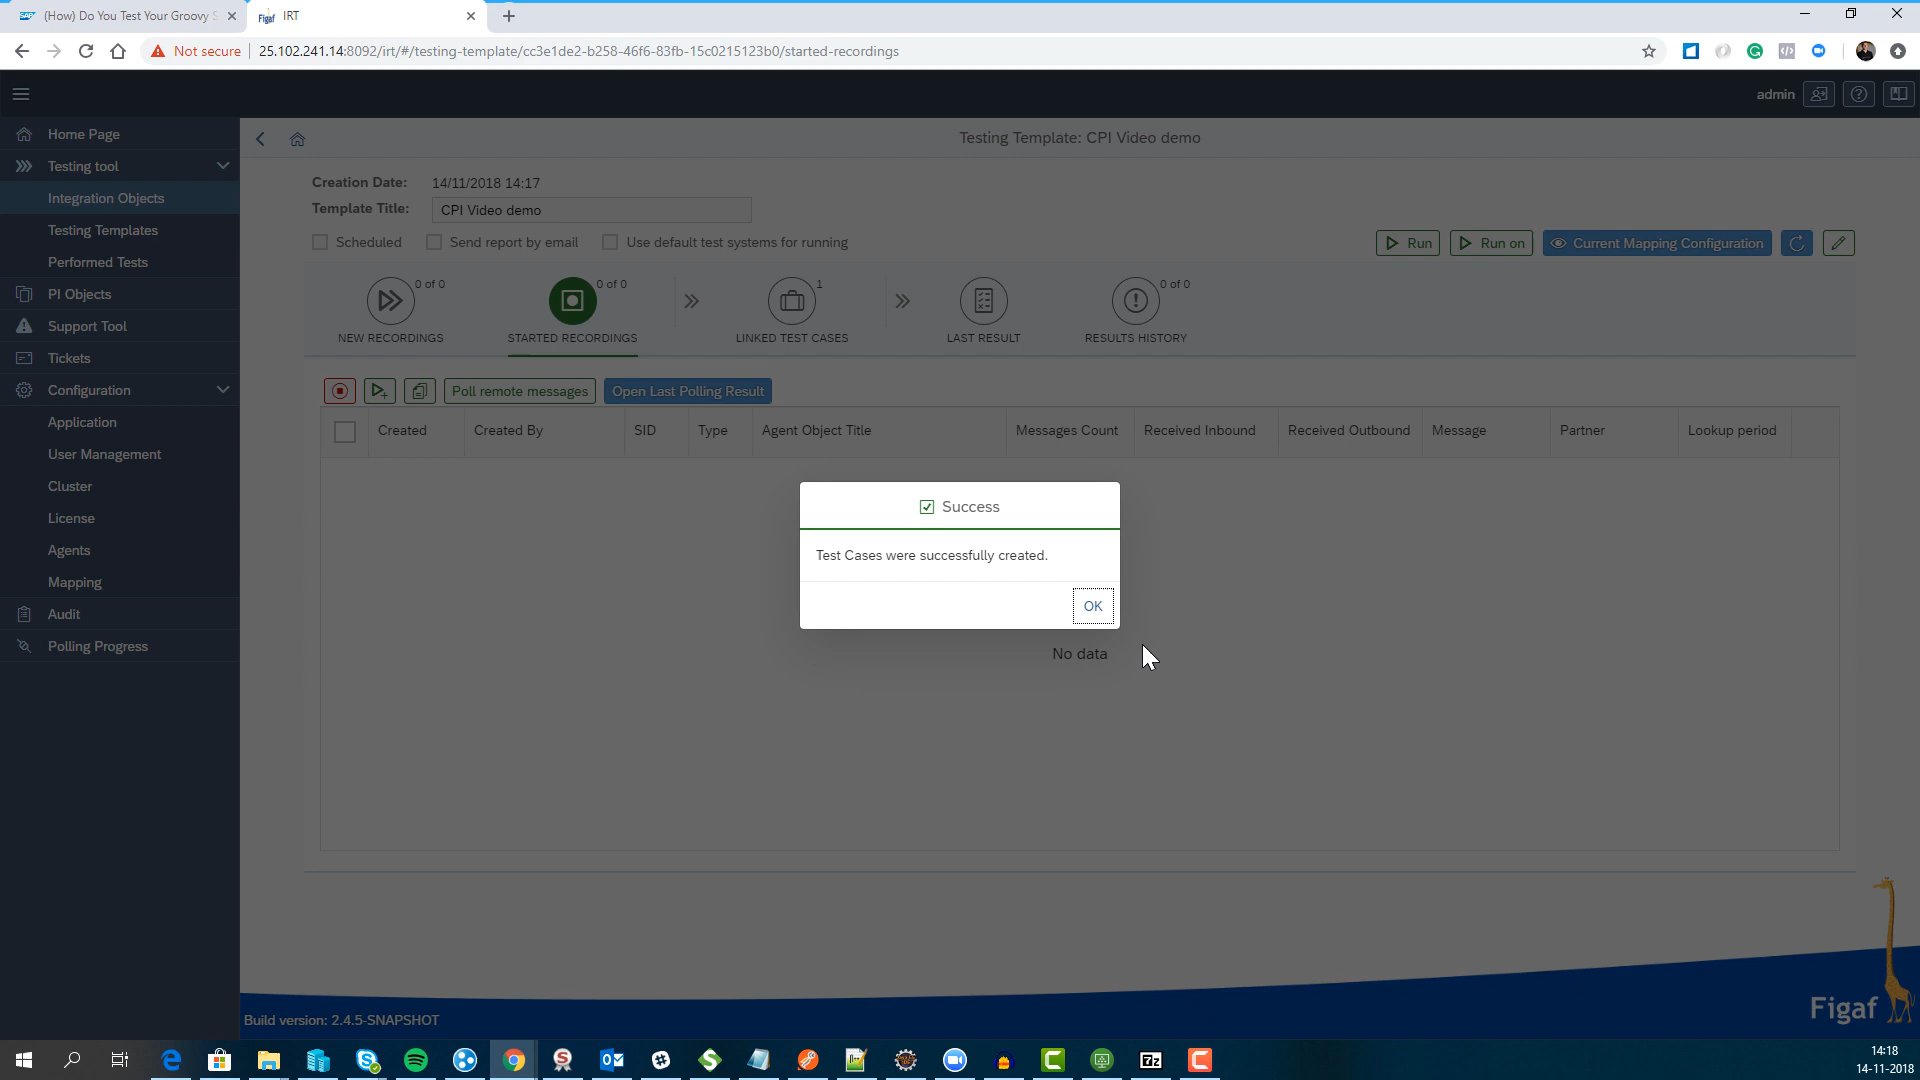 (How) Do You Test Your Groovy S
IRT
Not secure
25.102.241.14:8092/irt/#/testing-template/cc3e1de2-b258-46f6-83fb-15c0215123b0/started-recordings
admin
Home Page
Testing tool
Integration Objects
Testing Templates
Performed Tests
PI Objects
Support Tool
Tickets
Configuration
Application
User Management
Cluster
License
Agents
Mapping
Audit
Polling Progress
Testing Template: CPI Video demo
Creation Date: 14/11/2018 14:17
Template Title: CPI Video demo
Scheduled Send report by email Use default test systems for running
Run Run on Current Mapping Configuration
0 of 0 0 of 0 1 0 of 0
NEW RECORDINGS STARTED RECORDINGS LINKED TEST CASES LAST RESULT RESULTS HISTORY
Poll remote messages Open Last Polling Result
Created Created By SID Type Agent Object Title Messages Count Received Inbound Received Outbound Message Partner Lookup period
Success
Test Cases were successfully created.
OK
No data
Figaf
Build version: 2.4.5-SNAPSHOT
14:18
14-11-2018